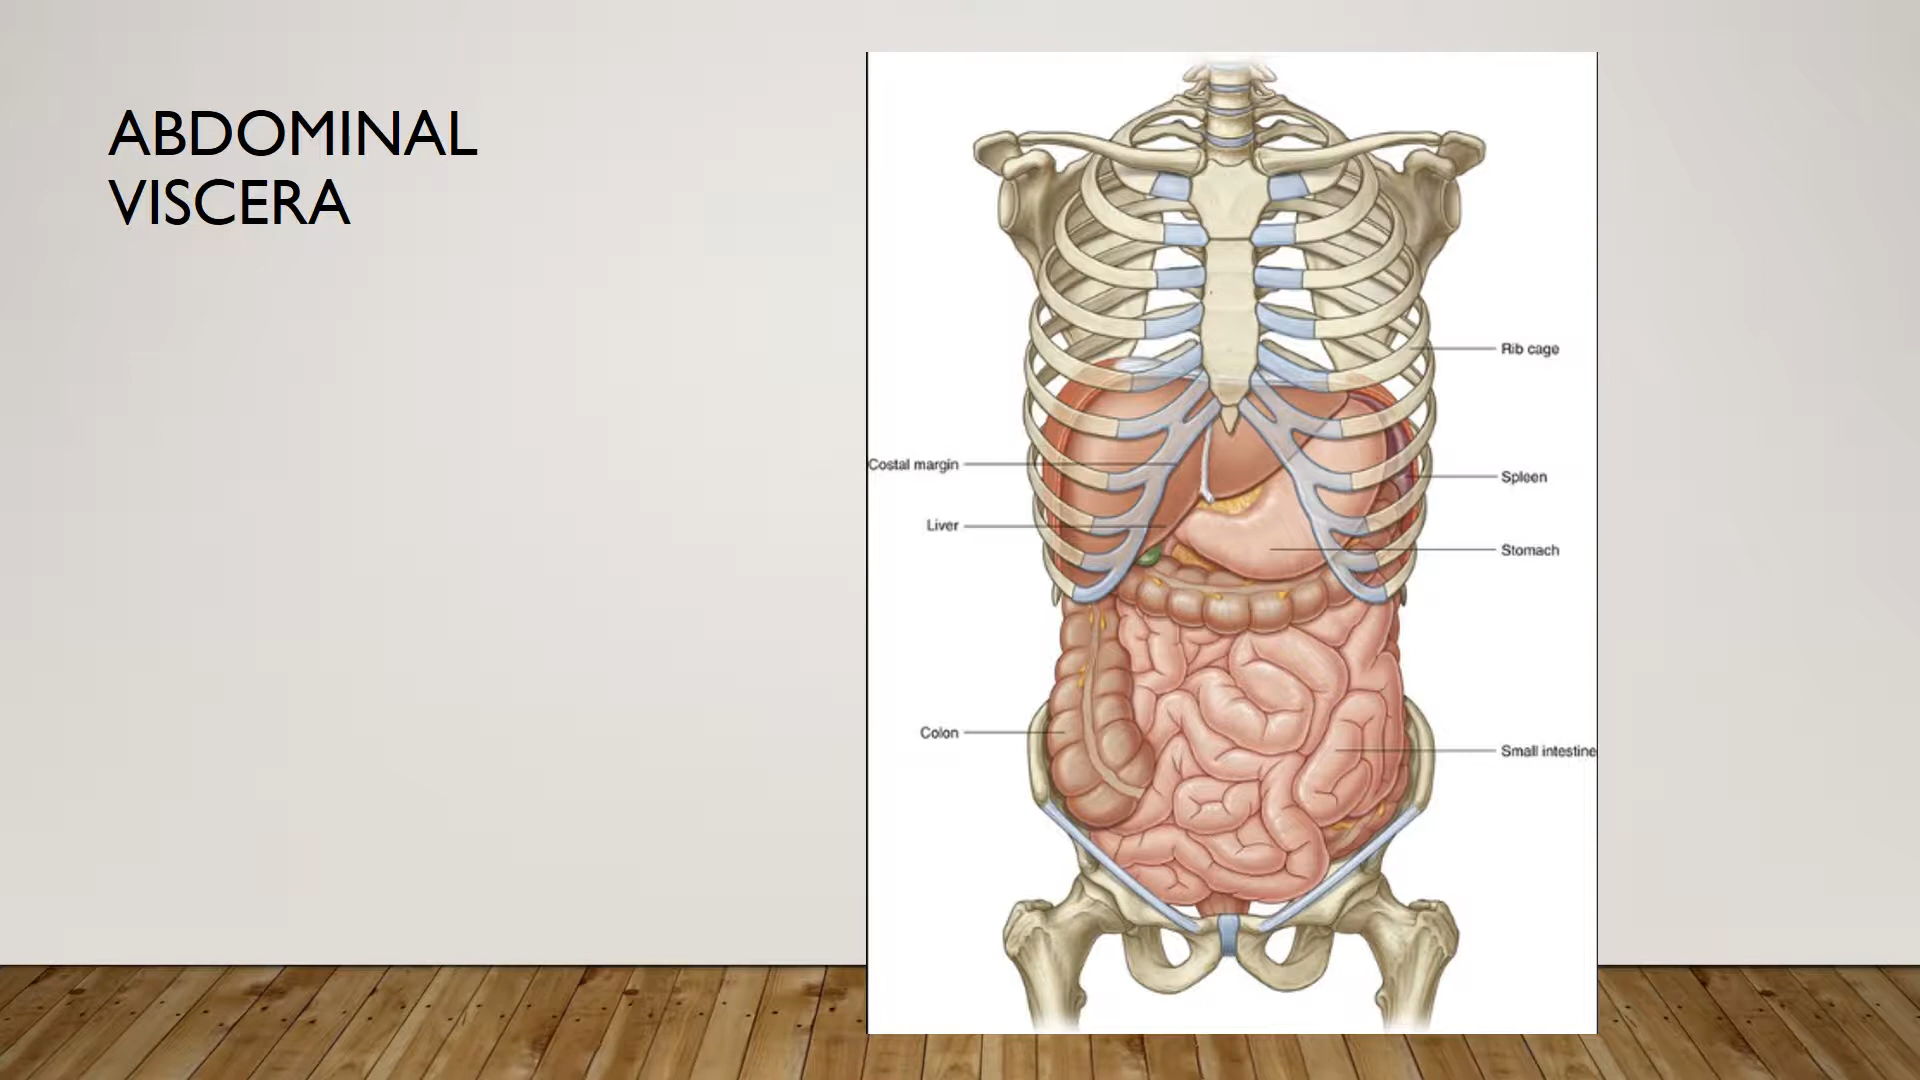 ABDOMINAL
VISCERA
Rib cage
Costal margin
Spleen
Liver
Stomach
Colon
Small intestine